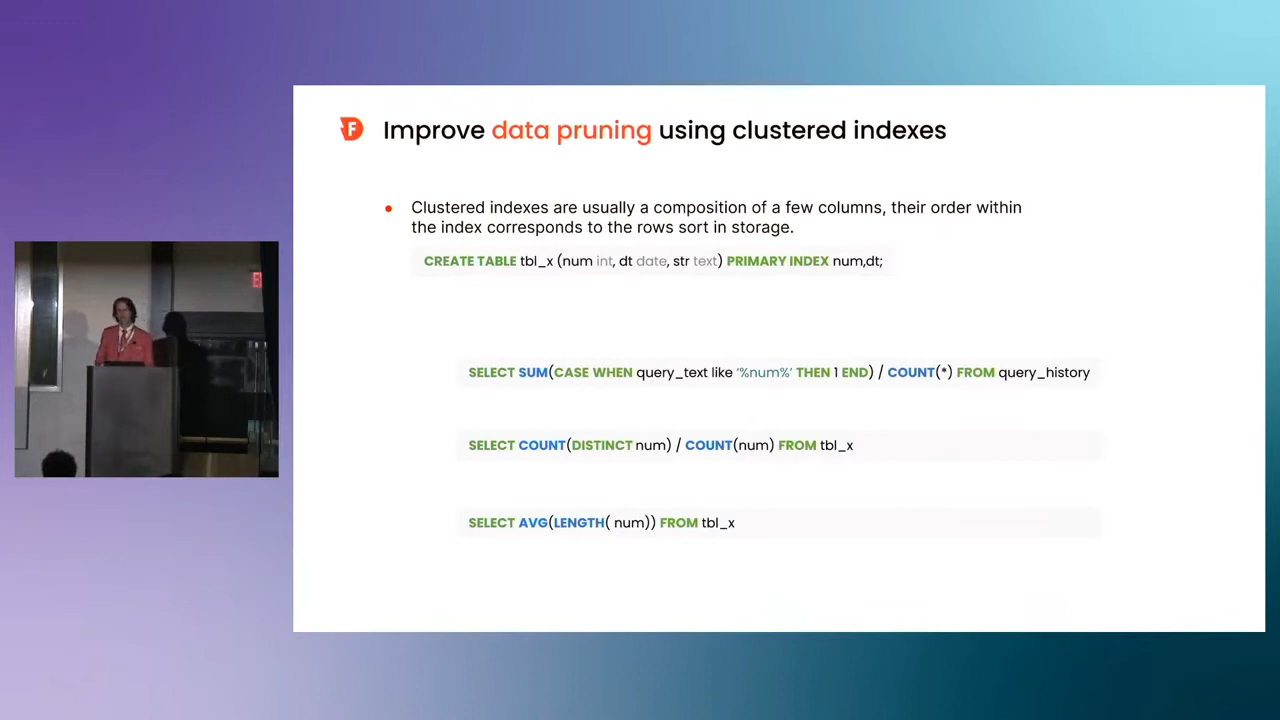 F
Improve data pruning using clustered indexes
Clustered indexes are usually a composition of a few columns, their order within
the index corresponds to the rows sort in storage.
CREATE TABLE tbl_x (num int, dt date, str text) PRIMARY INDEX num,dt;
SELECT SUM(CASE WHEN query_text like ‘%num%’ THEN 1 END) / COUNT(*) FROM query_history
SELECT COUNT(DISTINCT num) / COUNT(num) FROM tbl_x
SELECT AVG(LENGTH( num)) FROM tbl_x